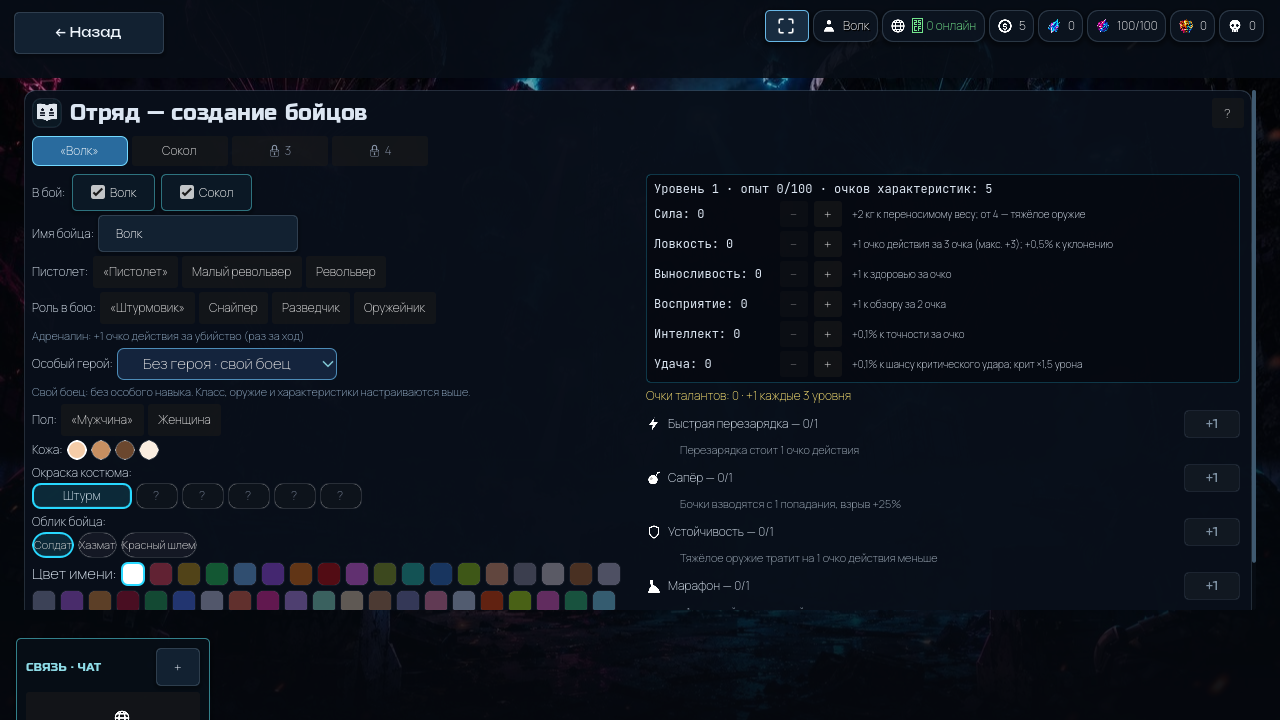 ← Назад
Волк
0 онлайн
5
0
100/100
0
0
Отряд — создание бойцов
?
«Волк»
Сокол
3
4
В бой:
Волк
Сокол
Имя бойца:
Волк
Пистолет:
«Пистолет»
Малый револьвер
Револьвер
Роль в бою:
«Штурмовик»
Снайпер
Разведчик
Оружейник
Адреналин: +1 очко действия за убийство (раз за ход)
Особый герой:
Без героя · свой боец
Свой боец: без особого навыка. Класс, оружие и характеристики настраиваются выше.
Пол:
«Мужчина»
Женщина
Кожа:
Окраска костюма:
Штурм
?
?
?
?
?
Облик бойца:
Солдат
Хазмат
Красный шлем
Цвет имени:
Уровень 1 · опыт 0/100 · очков характеристик: 5
Сила: 0
−
+
+2 кг к переносимому весу; от 4 — тяжёлое оружие
Ловкость: 0
−
+
+1 очко действия за 3 очка (макс. +3); +0,5% к уклонению
Выносливость: 0
−
+
+1 к здоровью за очко
Восприятие: 0
−
+
+1 к обзору за 2 очка
Интеллект: 0
−
+
+0,1% к точности за очко
Удача: 0
−
+
+0,1% к шансу критического удара; крит ×1,5 урона
Очки талантов: 0 · +1 каждые 3 уровня
Быстрая перезарядка — 0/1
+1
Перезарядка стоит 1 очко действия
Сапёр — 0/1
+1
Бочки взводятся с 1 попадания, взрыв +25%
Устойчивость — 0/1
+1
Тяжёлое оружие тратит на 1 очко действия меньше
Марафон — 0/1
+1
СВЯЗЬ · ЧАТ
+